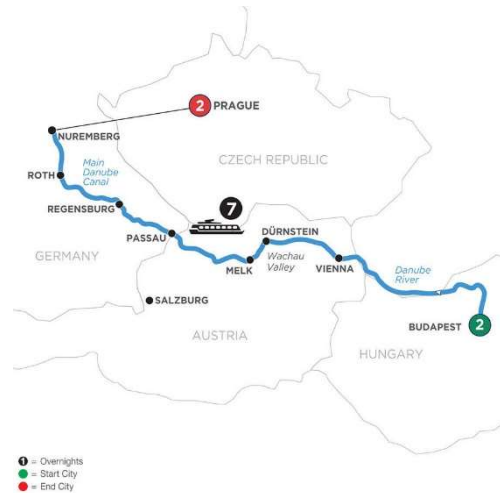 2 PRAGUE
NUREMBERG
CZECH REPUBLIC
Main
Danube
Canal
ROTH
REGENSBURG
7
PASSAU
DÜRNSTEIN
GERMANY
MELK
Wachau
Valley
VIENNA
Danube
River
SALZBURG
BUDAPEST 2
AUSTRIA
HUNGARY
1 = Overnights
= Start City
= End City